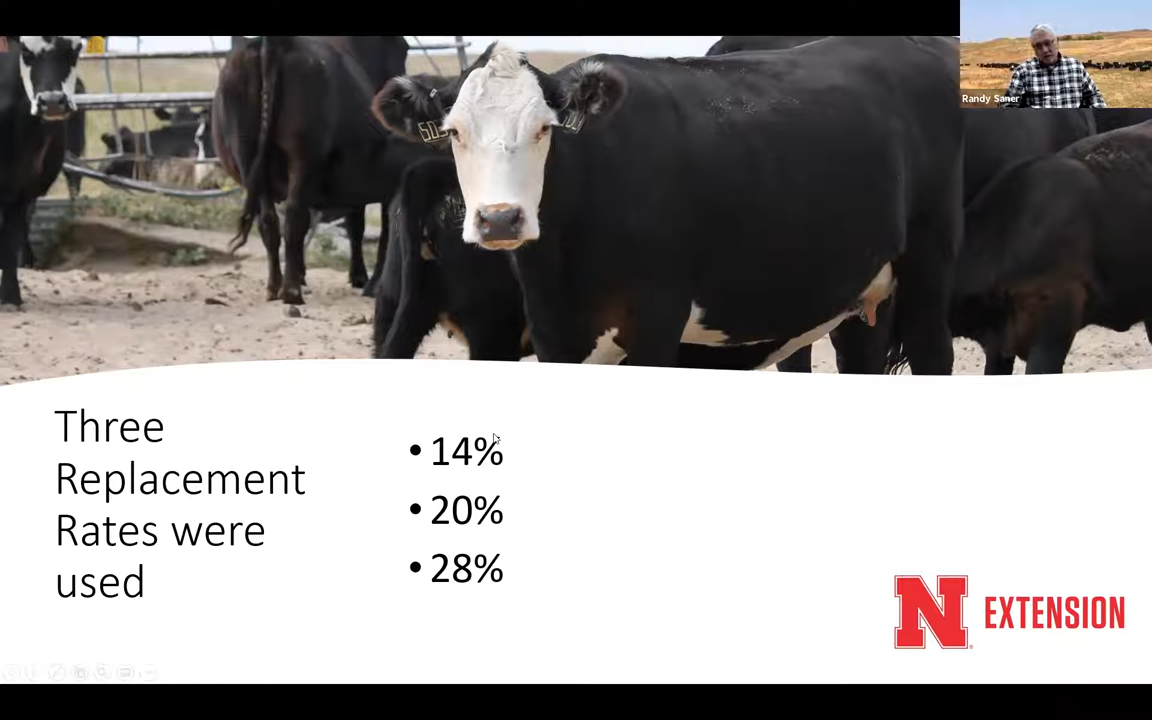 Randy Saner
Three
Replacement
Rates were
used
• 14%
• 20%
• 28%
N EXTENSION